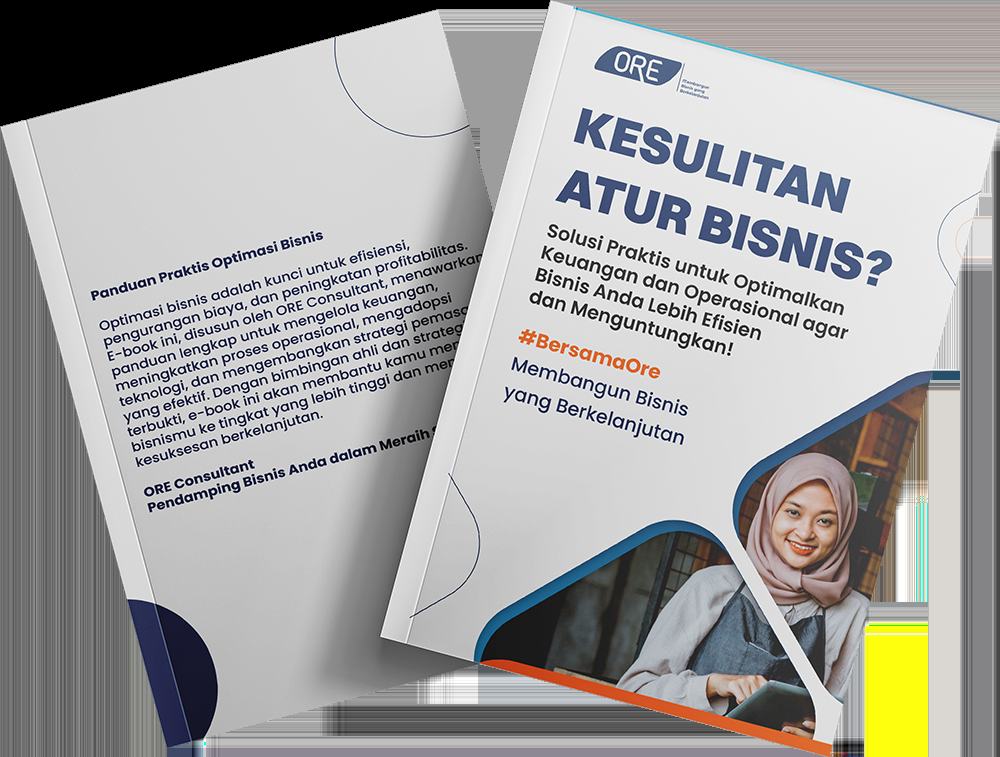 Panduan Praktis Optimasi Bisnis
Optimasi bisnis adalah kunci untuk efisiensi,
pengurangan biaya, dan peningkatan profitabilitas.
E-book ini, disusun oleh ORE Consultant, menawarkan
panduan lengkap untuk mengelola keuangan,
meningkatkan proses operasional, mengadopsi
teknologi, dan mengembangkan strategi
yang efektif. Dengan bimbingan ahli dan
terbukti, e-book ini akan membantu kamu
bisnismu ke tingkat yang lebih tinggi dan
kesuksesan berkelanjutan.
ORE Consultant
Pendamping Bisnis Anda dalam Meraih
ORE
Membangun
Bisnis yang
Berkelanjutan
KESULITAN
ATUR BISNIS?
Solusi Praktis untuk Optimalkan
Keuangan dan Operasional agar
Bisnis Anda Lebih Efisien
dan Menguntungkan!
#BersamaOre
Membangun Bisnis
yang Berkelanjutan